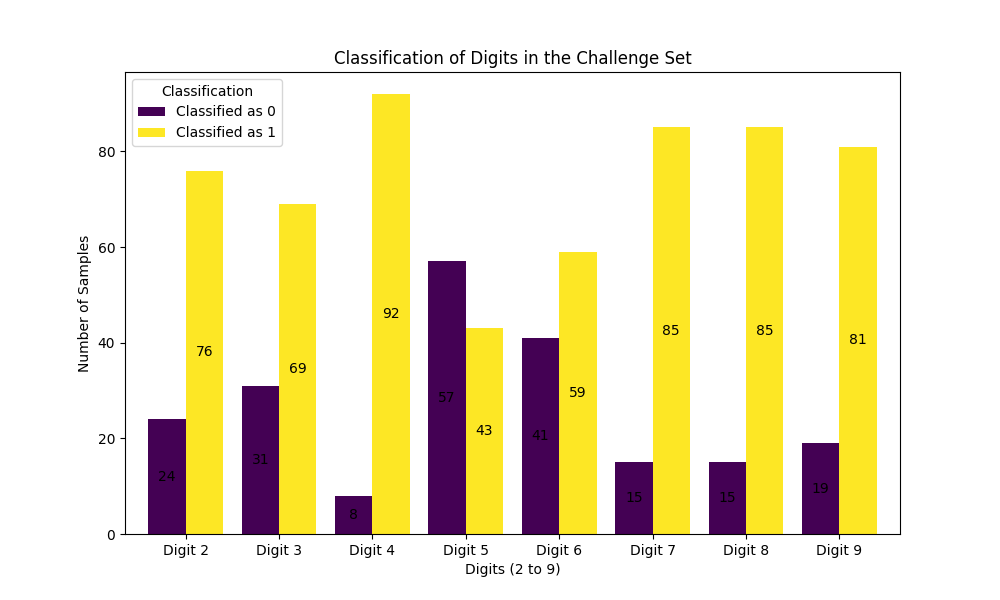 Classification of Digits in the Challenge Set
Classification
Classified as 0
Classified as 1
Number of Samples
80
60
40
20
0
24
76
31
69
8
92
57
43
41
59
15
85
15
85
19
81
Digit 2
Digit 3
Digit 4
Digit 5
Digit 6
Digit 7
Digit 8
Digit 9
Digits (2 to 9)